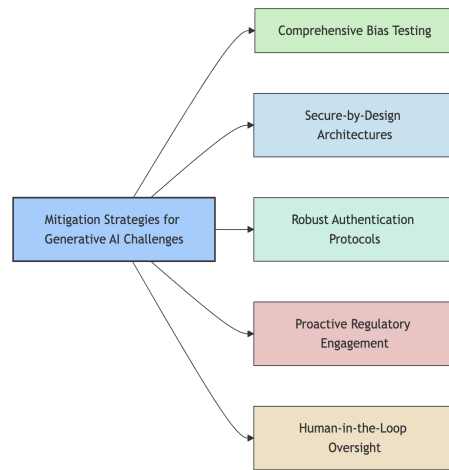 Comprehensive Bias Testing
Secure-by-Design
Architectures
Mitigation Strategies for
Generative AI Challenges
Robust Authentication
Protocols
Proactive Regulatory
Engagement
Human-in-the-Loop
Oversight